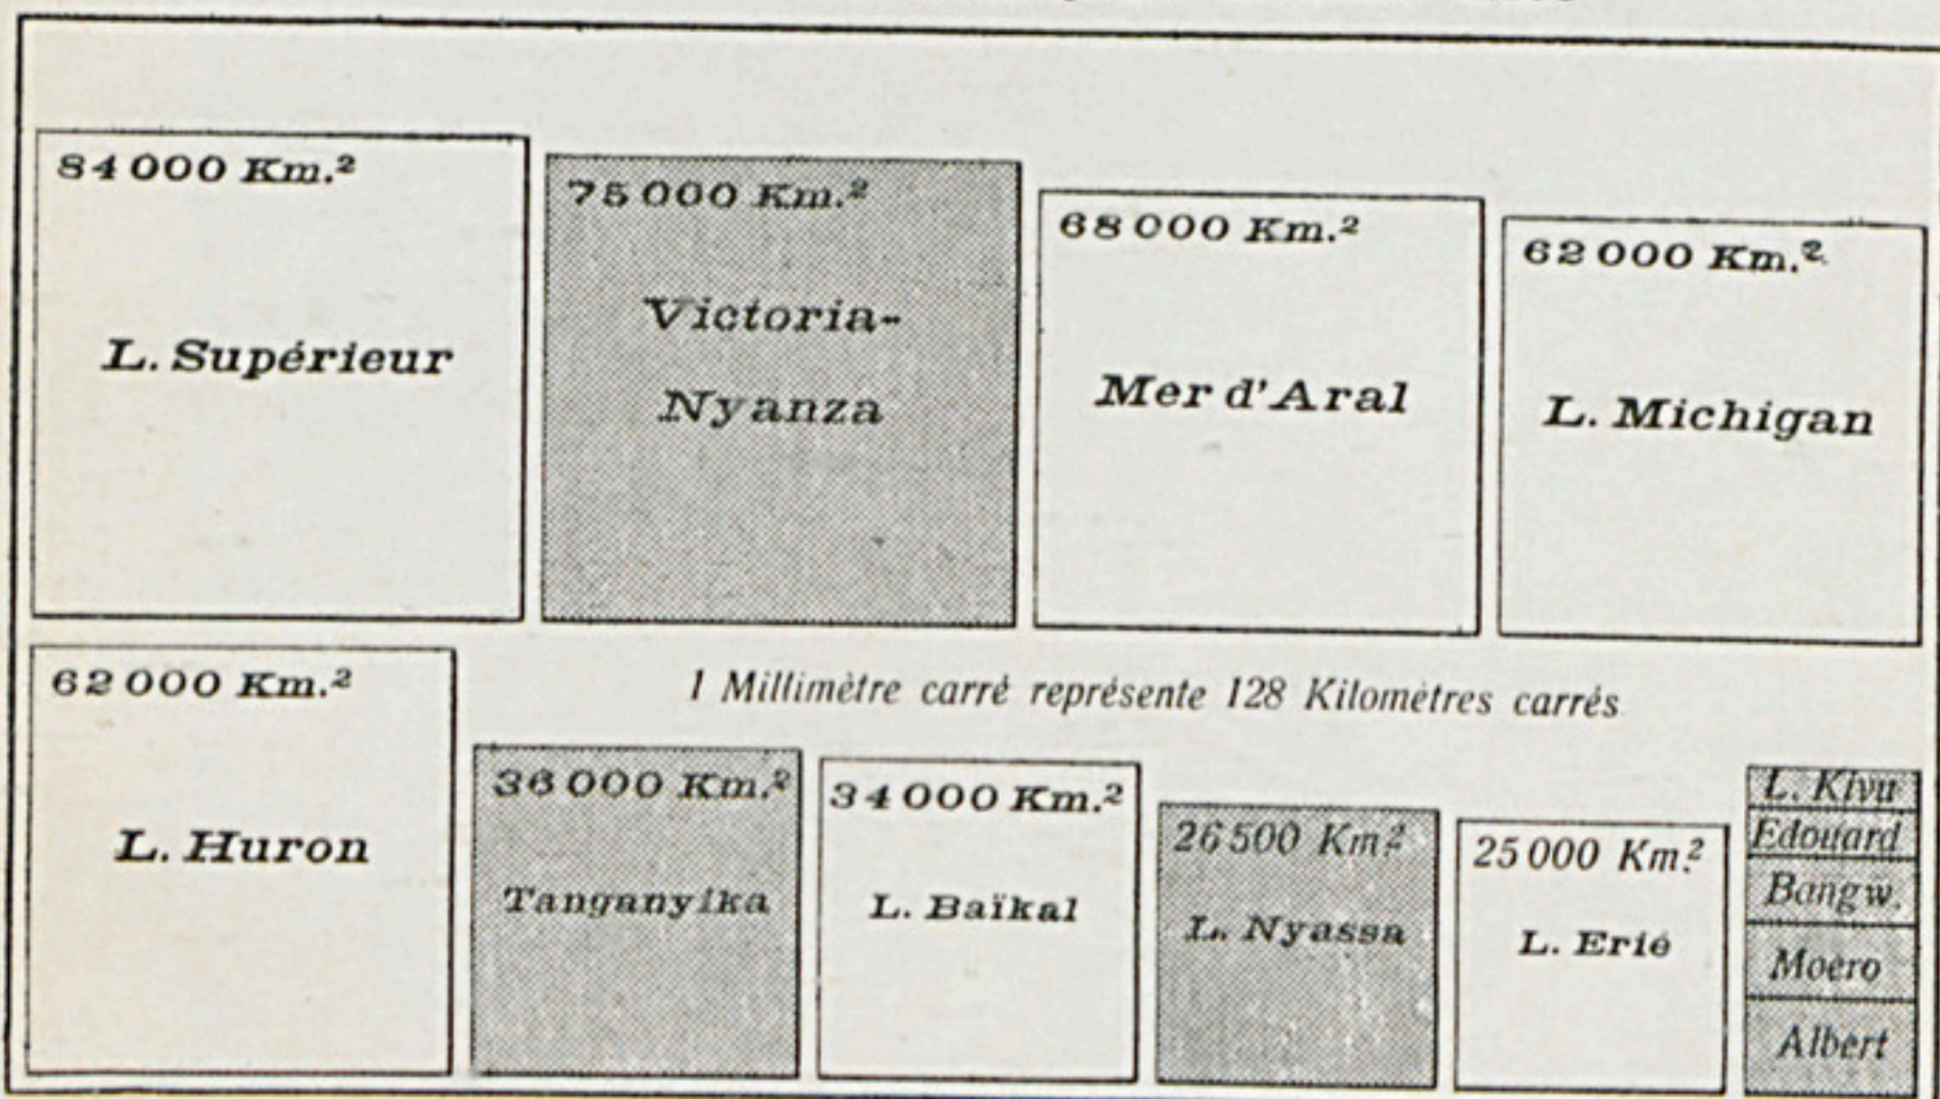 84 000 Km.²
L. Supérieur
75 000 Km.²
Victoria-
Nyanza
68 000 Km.²
Mer d'Aral
62 000 Km.²
L. Michigan
62 000 Km.²
L. Huron
1 Millimètre carré représente 128 Kilomètres carrés
36 000 Km.²
Tanganyika
34 000 Km.²
L. Baïkal
26 500 Km.²
L. Nyassa
25 000 Km.²
L. Erié
L. Kivu
Edouard
Bangw.
Moero
Albert